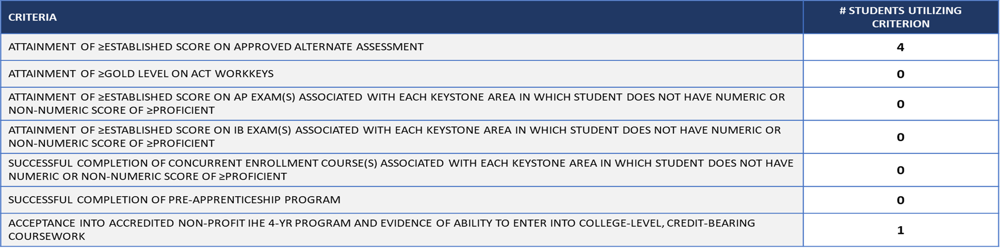 CRITERIA
# STUDENTS UTILIZING
CRITERION
ATTAINMENT OF ≥ESTABLISHED SCORE ON APPROVED ALTERNATE ASSESSMENT
4
ATTAINMENT OF ≥GOLD LEVEL ON ACT WORKKEYS
0
ATTAINMENT OF ≥ESTABLISHED SCORE ON AP EXAM(S) ASSOCIATED WITH EACH KEYSTONE AREA IN WHICH STUDENT DOES NOT HAVE NUMERIC OR
NON-NUMERIC SCORE OF ≥PROFICIENT
0
ATTAINMENT OF ≥ESTABLISHED SCORE ON IB EXAM(S) ASSOCIATED WITH EACH KEYSTONE AREA IN WHICH STUDENT DOES NOT HAVE NUMERIC OR
NON-NUMERIC SCORE OF ≥PROFICIENT
0
SUCCESSFUL COMPLETION OF CONCURRENT ENROLLMENT COURSE(S) ASSOCIATED WITH EACH KEYSTONE AREA IN WHICH STUDENT DOES NOT HAVE
NUMERIC OR NON-NUMERIC SCORE OF ≥PROFICIENT
0
SUCCESSFUL COMPLETION OF PRE-APPRENTICESHIP PROGRAM
0
ACCEPTANCE INTO ACCREDITED NON-PROFIT IHE 4-YR PROGRAM AND EVIDENCE OF ABILITY TO ENTER INTO COLLEGE-LEVEL, CREDIT-BEARING
COURSEWORK
1